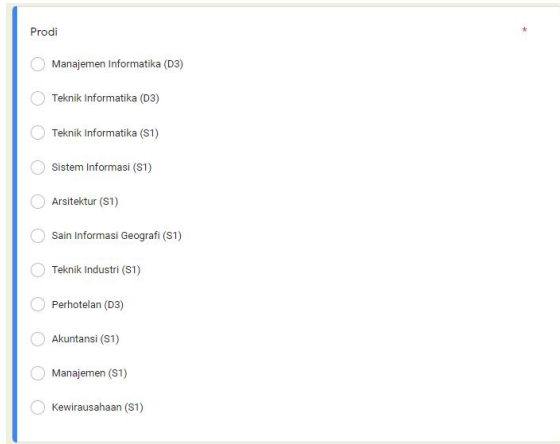 Prodi *
Manajemen Informatika (D3)
Teknik Informatika (D3)
Teknik Informatika (S1)
Sistem Informasi (S1)
Arsitektur (S1)
Sain Informasi Geografi (S1)
Teknik Industri (S1)
Perhotelan (D3)
Akuntansi (S1)
Manajemen (S1)
Kewirausahaan (S1)